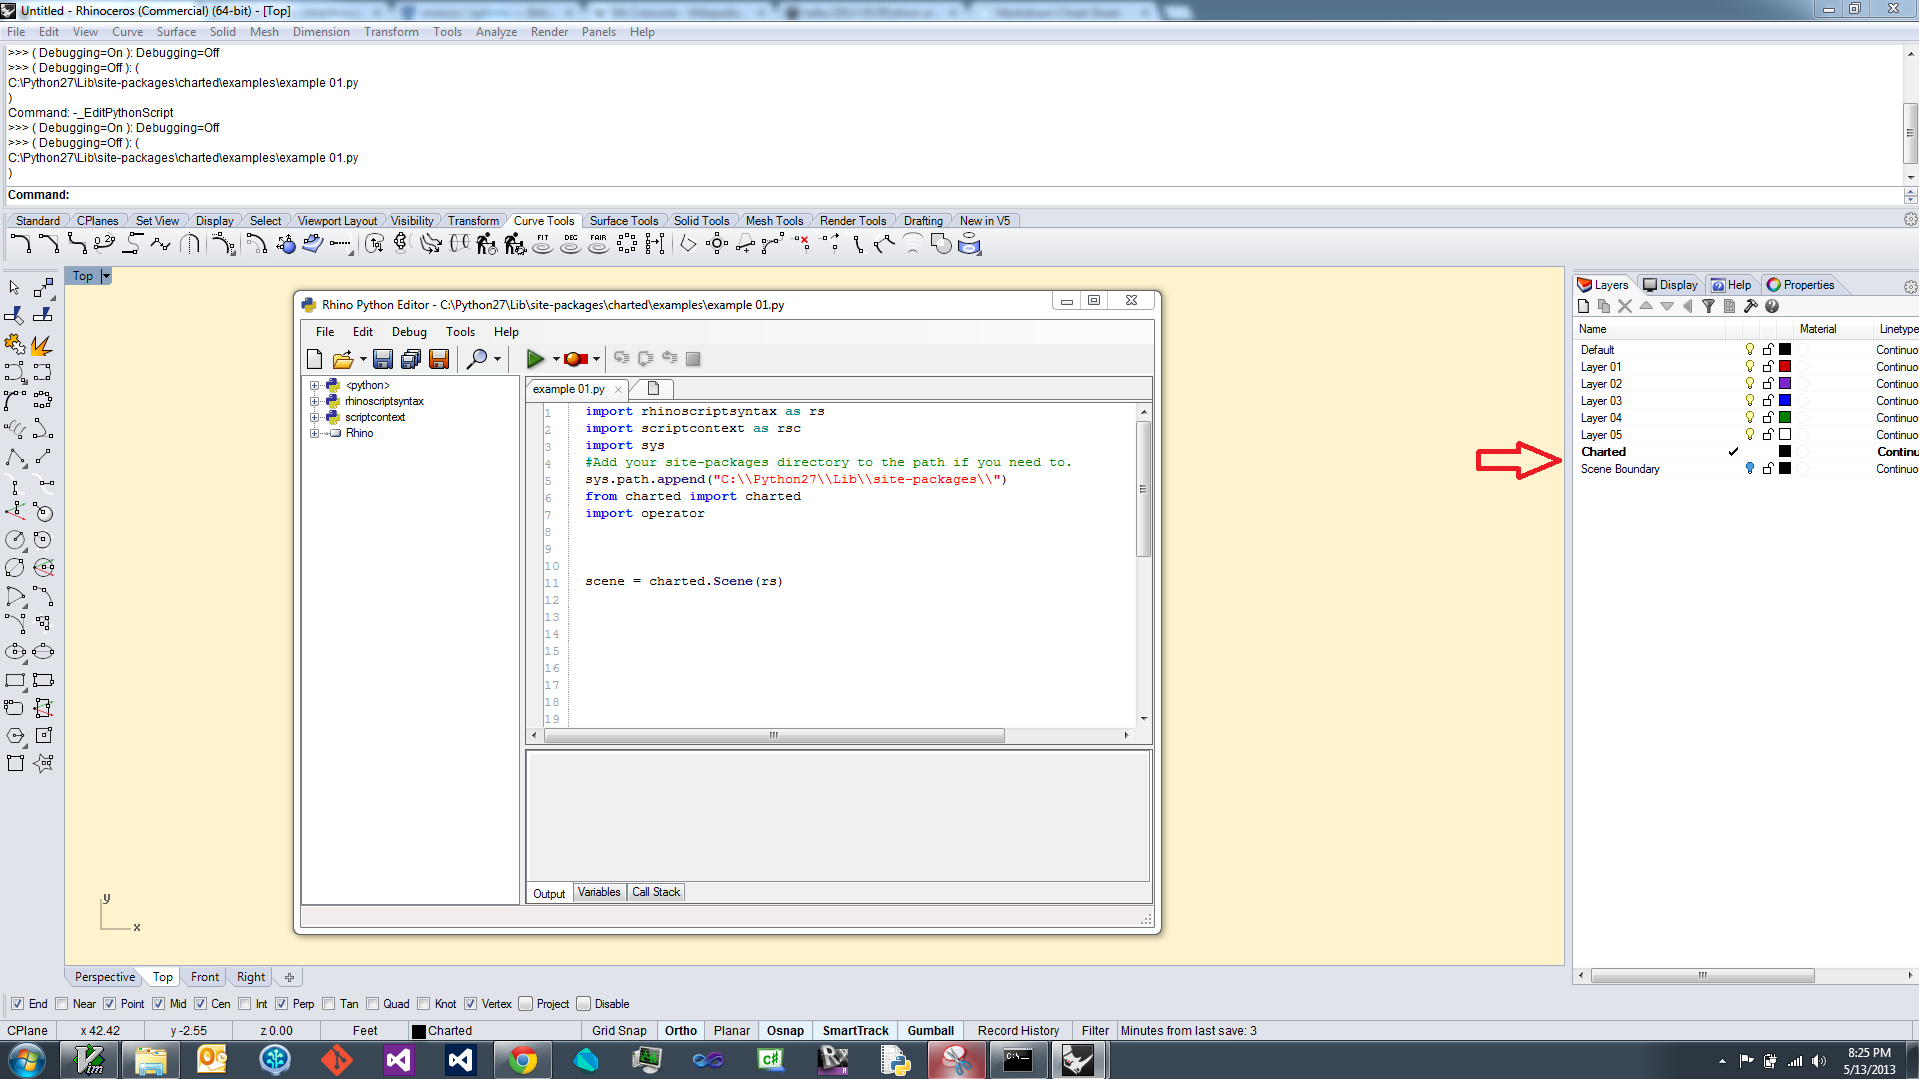 Untitled - Rhinoceros (Commercial) (64-bit) - [Top]
File Edit View Curve Surface Solid Mesh Dimension Transform Tools Analyze Render Panels Help
>>> ( Debugging=On ): Debugging=Off
>>> ( Debugging=Off ): (
C:\Python27\Lib\site-packages\charted\examples\example 01.py
)
Command: -_EditPythonScript
>>> ( Debugging=On ): Debugging=Off
>>> ( Debugging=Off ): (
C:\Python27\Lib\site-packages\charted\examples\example 01.py
)
Command:
Standard CPlanes Set View Display Select Viewport Layout Visibility Transform Curve Tools Surface Tools Solid Tools Mesh Tools Render Tools Drafting New in V5
FIT DEG FAIR
Top
Rhino Python Editor - C:\Python27\Lib\site-packages\charted\examples\example 01.py
File Edit Debug Tools Help
<python>
rhinoscriptsyntax
scriptcontext
Rhino
example 01.py
1 import rhinoscriptsyntax as rs
2 import scriptcontext as rsc
3 import sys
4 #Add your site-packages directory to the path if you need to.
5 sys.path.append("C:\\Python27\\Lib\\site-packages\\")
6 from charted import charted
7 import operator
8
9
10
11 scene = charted.Scene(rs)
12
13
14
15
16
17
18
19
Output Variables Call Stack
Layers Display Help Properties
Name Material Linetype
Default Continuo
Layer 01 Continuo
Layer 02 Continuo
Layer 03 Continuo
Layer 04 Continuo
Layer 05 Continuo
Charted Continu
Scene Boundary Continuo
y
x
Perspective Top Front Right
End Near Point Mid Cen Int Perp Tan Quad Knot Vertex Project Disable
CPlane x 42.42 y -2.55 z 0.00 Feet Charted Grid Snap Ortho Planar Osnap SmartTrack Gumball Record History Filter Minutes from last save: 3
8:25 PM
5/13/2013